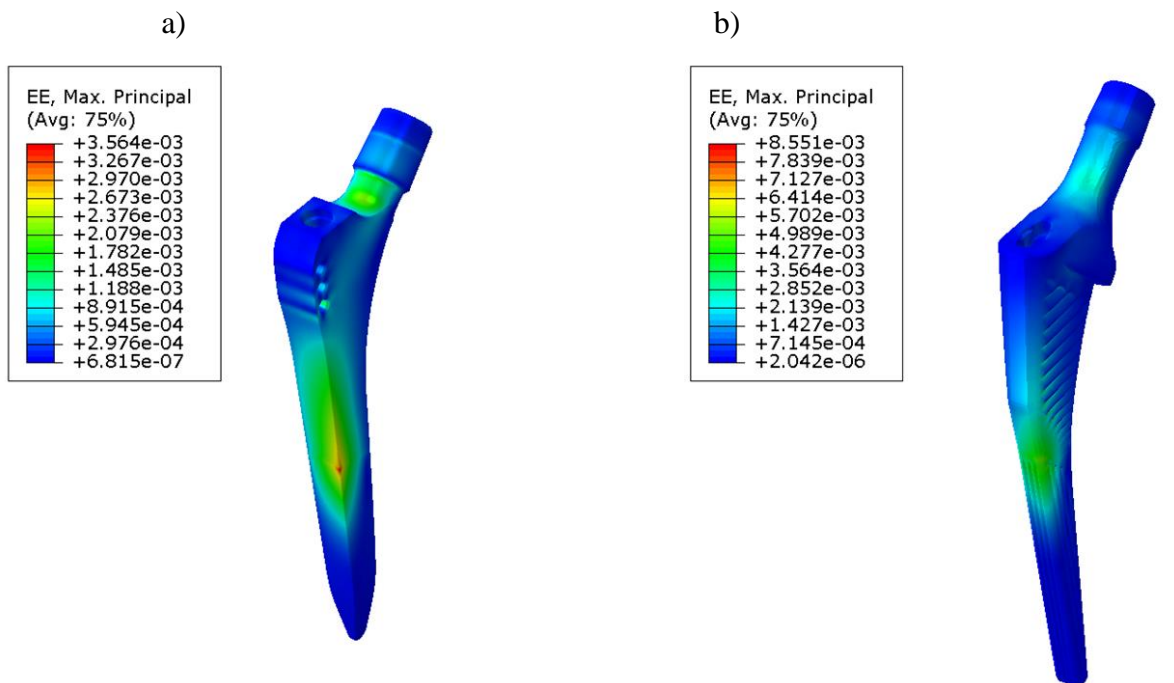 a)
b)
EE, Max. Principal
(Avg: 75%)
+3.564e-03
+3.267e-03
+2.970e-03
+2.673e-03
+2.376e-03
+2.079e-03
+1.782e-03
+1.485e-03
+1.188e-03
+8.915e-04
+5.945e-04
+2.976e-04
+6.815e-07
EE, Max. Principal
(Avg: 75%)
+8.551e-03
+7.839e-03
+7.127e-03
+6.414e-03
+5.702e-03
+4.989e-03
+4.277e-03
+3.564e-03
+2.852e-03
+2.139e-03
+1.427e-03
+7.145e-04
+2.042e-06